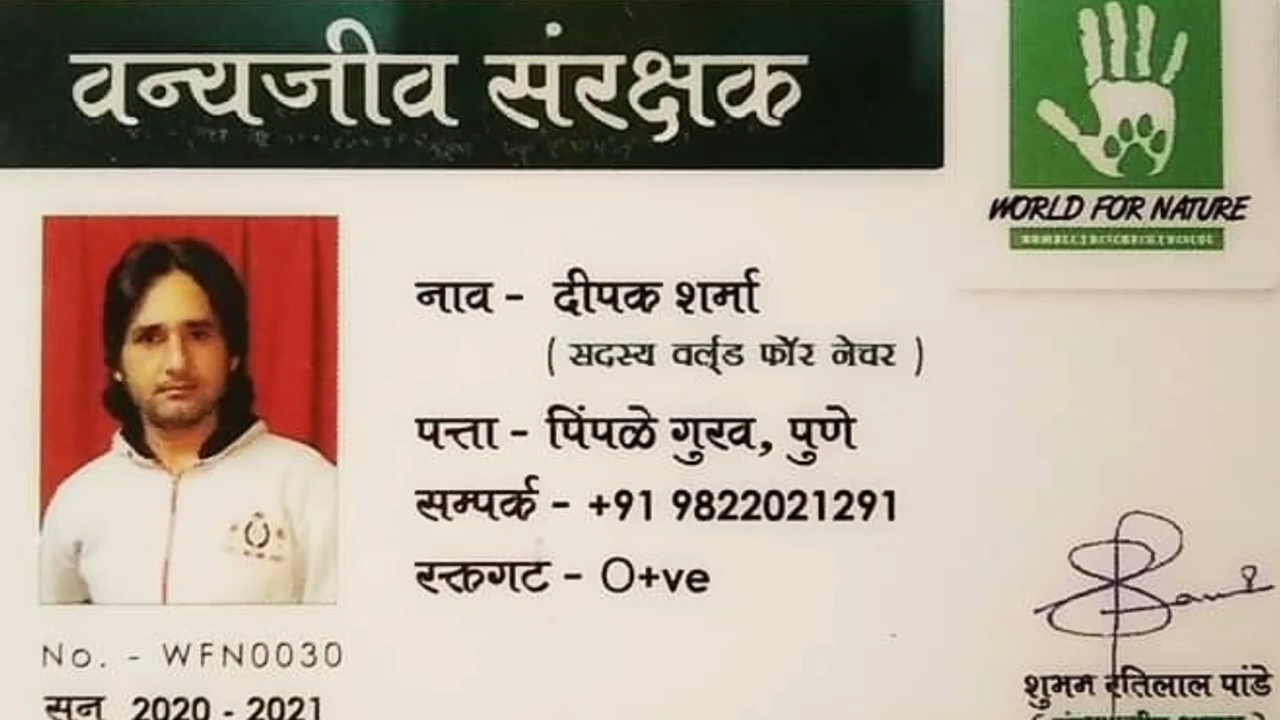 वन्यजीव संरक्षक
WORLD FOR NATURE
नाव - दीपक शर्मा
( सदस्य वर्ल्ड फॉर नेचर )
पत्ता - पिंपळे गुरव, पुणे
सम्पर्क - +91 9822021291
रक्तगट - O+ve
No. - WFN0030
सन 2020 - 2021
शुभम रतिलाल पांडे